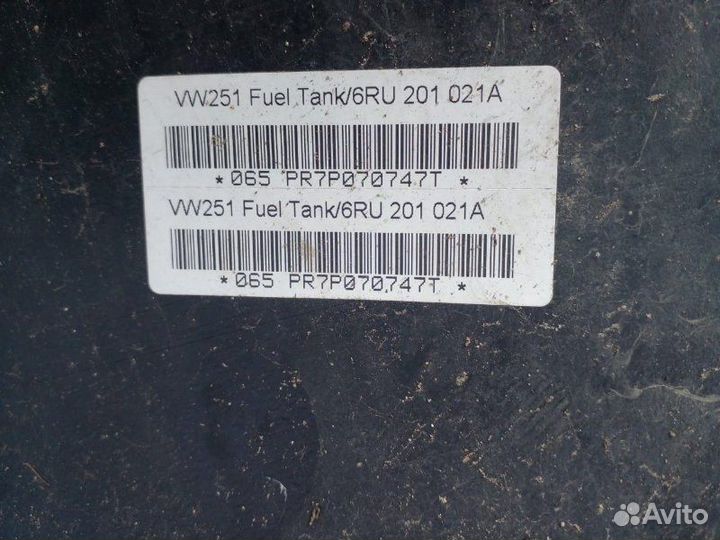 VW251 Fuel Tank/6RU 201 021A
* 065 PR7P070747T *
VW251 Fuel Tank/6RU 201 021A
* 065 PR7P070747T *
Avito